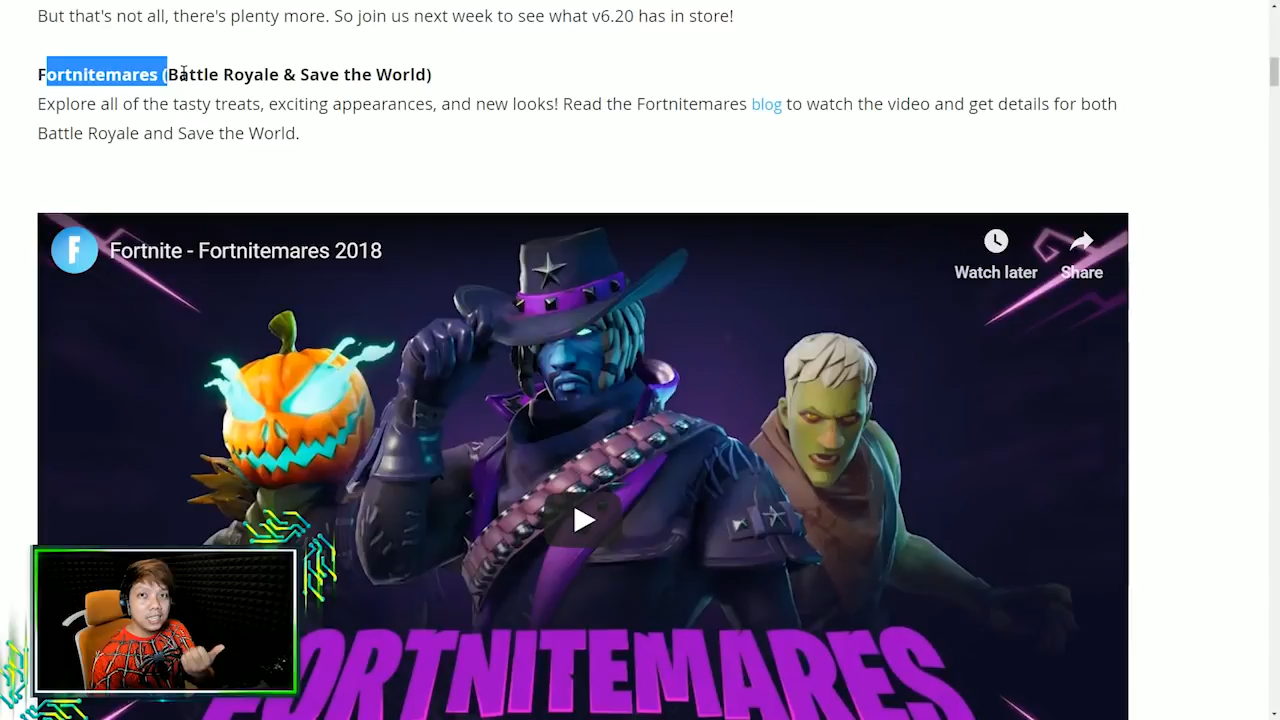 But that's not all, there's plenty more. So join us next week to see what v6.20 has in store!
Fortnitemares (Battle Royale & Save the World)
Explore all of the tasty treats, exciting appearances, and new looks! Read the Fortnitemares blog to watch the video and get details for both
Battle Royale and Save the World.
Fortnite - Fortnitemares 2018
Watch later
Share
FORTNITEMARES